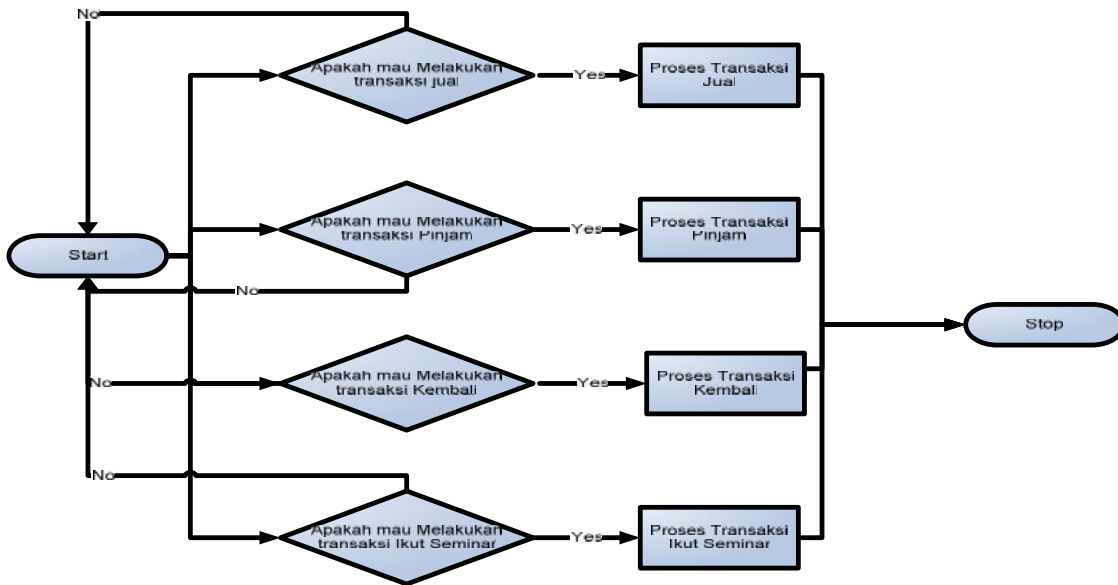 No
Apakah mau Melakukan
transaksi jual
Yes
Proses Transaksi
Jual
Apakah mau Melakukan
transaksi Pinjam
Yes
Proses Transaksi
Pinjam
Start
No
Stop
No
Apakah mau Melakukan
transaksi Kembali
Yes
Proses Transaksi
Kembali
No
Apakah mau Melakukan
transaksi Ikut Seminar
Yes
Proses Transaksi
Ikut Seminar